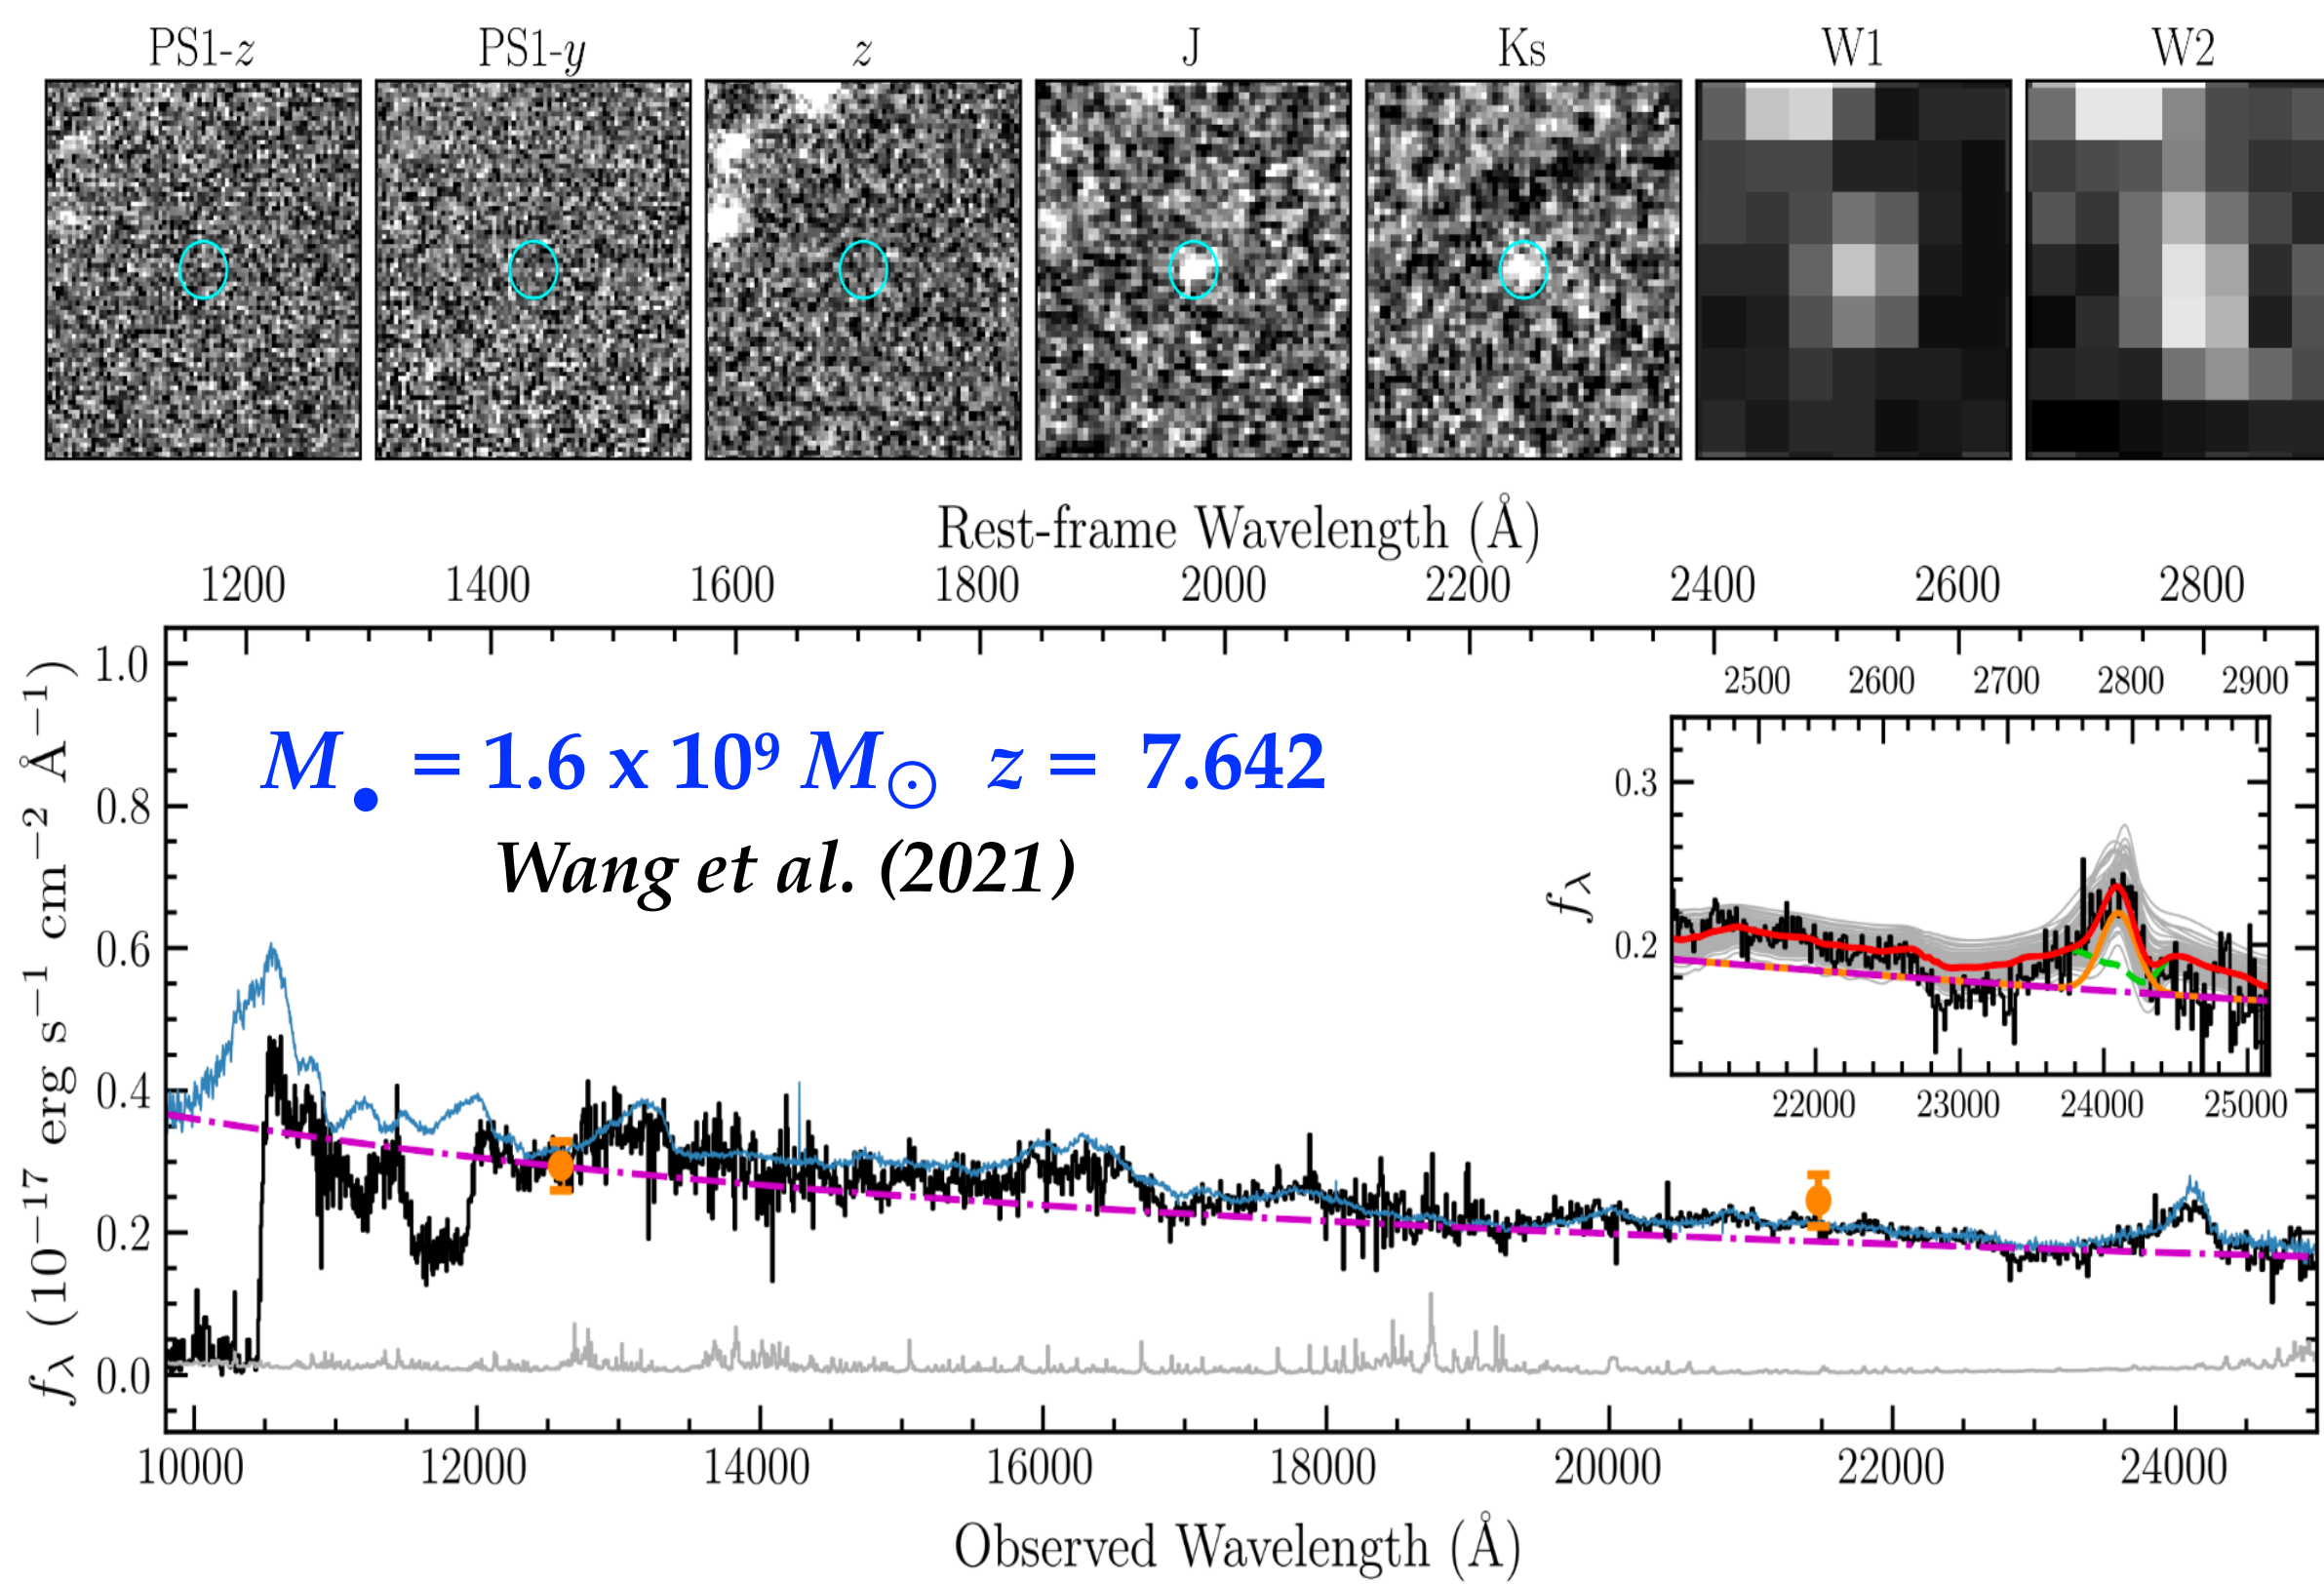 PS1-z PS1-y z J Ks W1 W2
Rest-frame Wavelength (Å)
1200 1400 1600 1800 2000 2200 2400 2600 2800
1.0
0.8
0.6
0.4
0.2
0.0
fλ (10⁻¹⁷ erg s⁻¹ cm⁻² Å⁻¹)
M• = 1.6 x 10⁹ M⊙ z = 7.642
Wang et al. (2021)
2500 2600 2700 2800 2900
0.3
0.2
fλ
22000 23000 24000 25000
10000 12000 14000 16000 18000 20000 22000 24000
Observed Wavelength (Å)